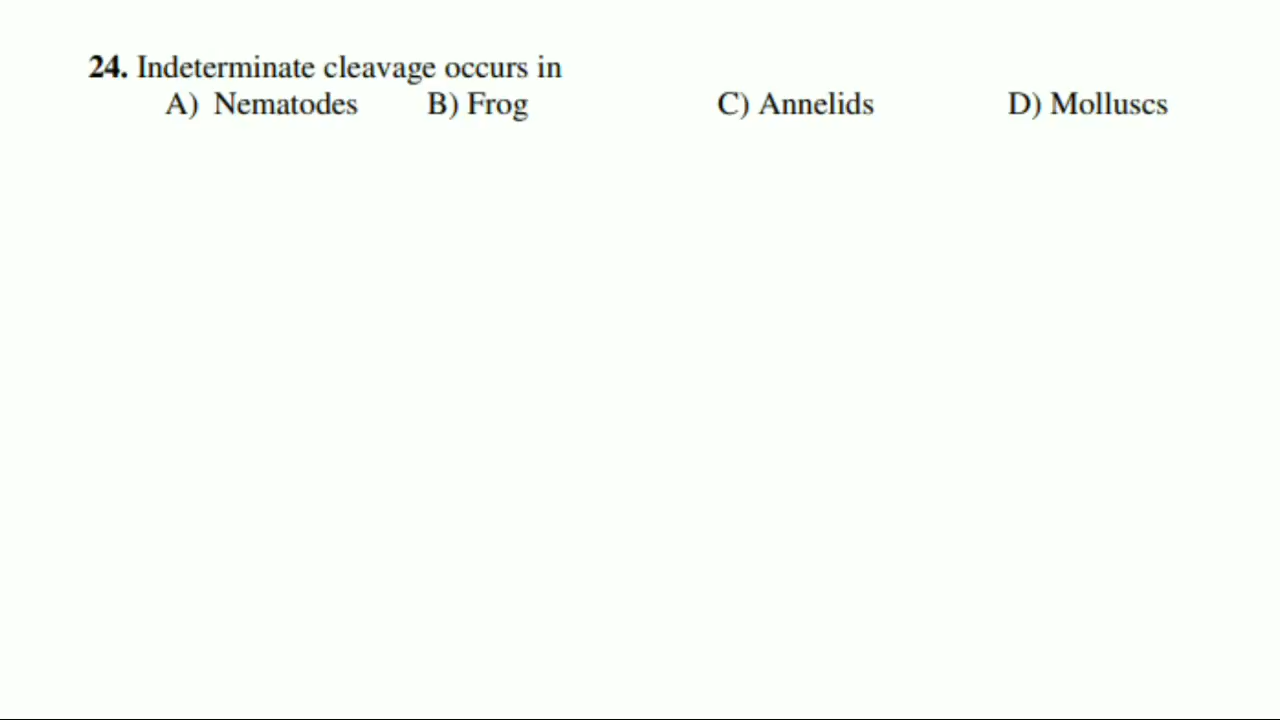 24. Indeterminate cleavage occurs in
A) Nematodes B) Frog C) Annelids D) Molluscs